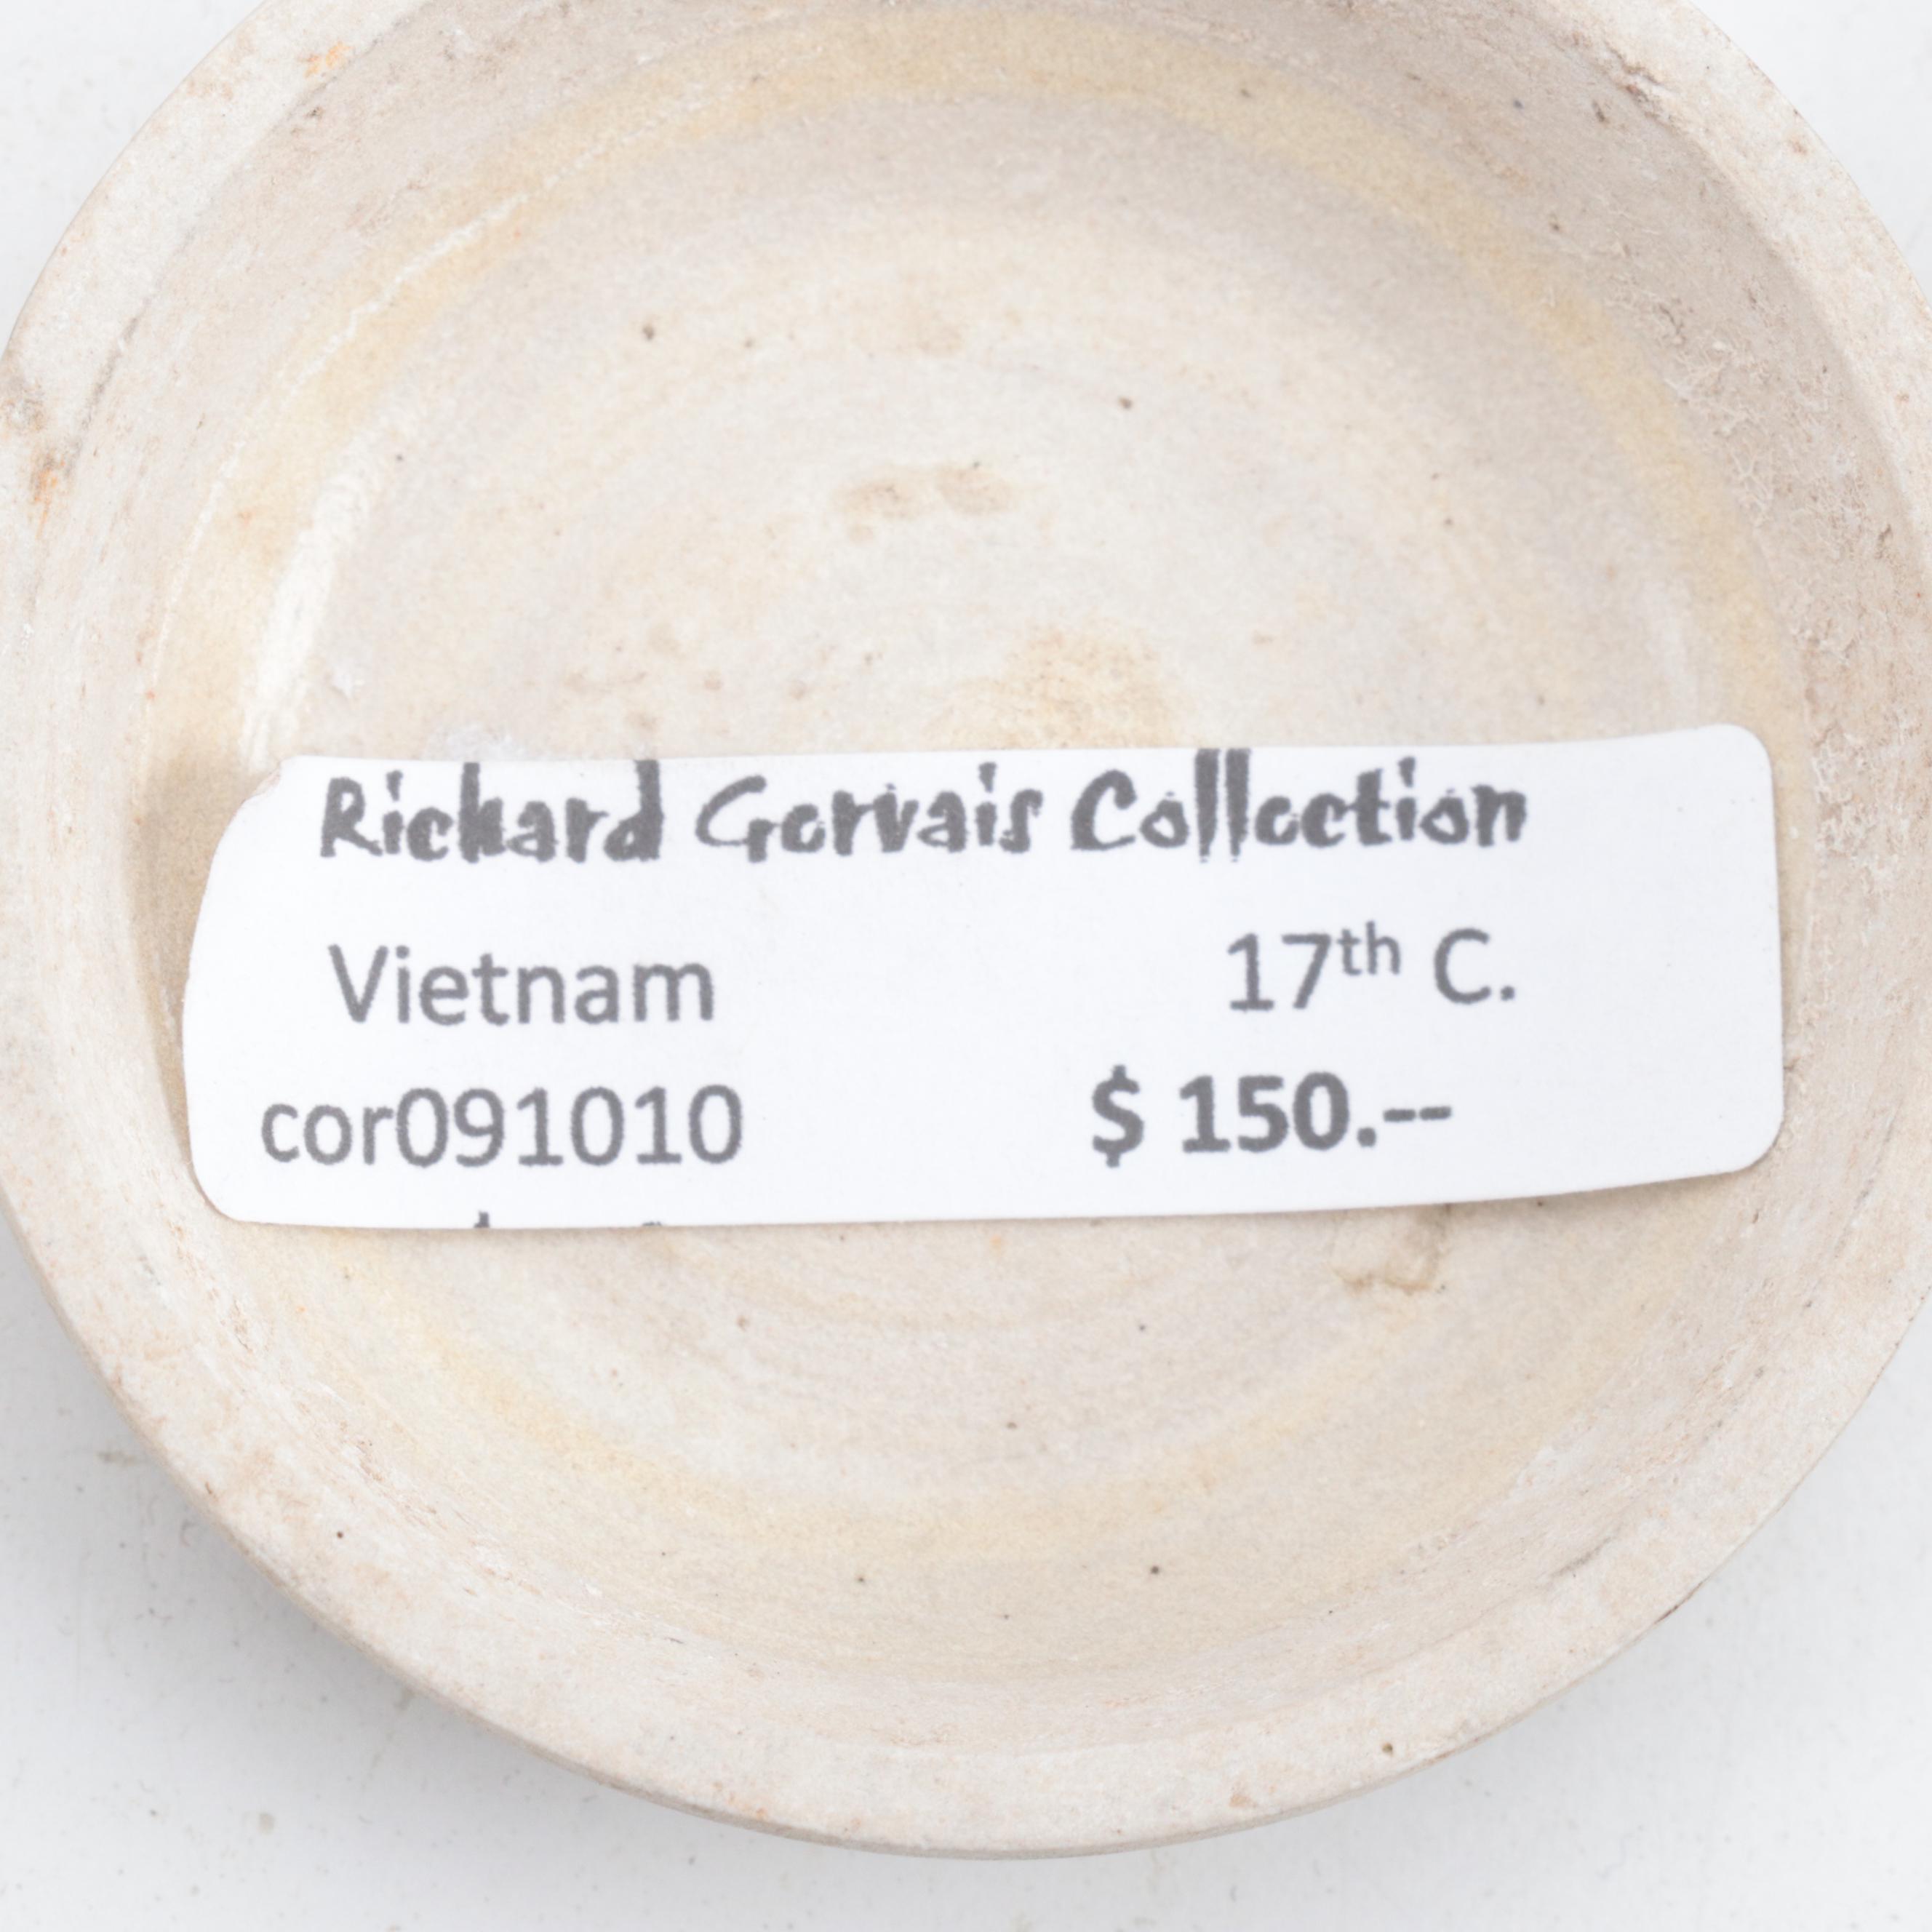 Richard Gervais Collection
Vietnam 17th C.
cor091010 $ 150.--